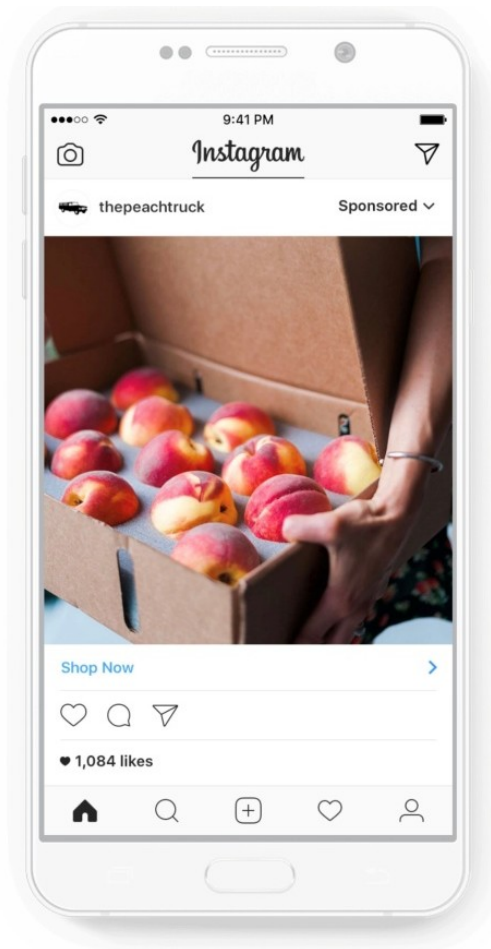 9:41 PM
Instagram
thepeachtruck
Sponsored
Shop Now
1,084 likes